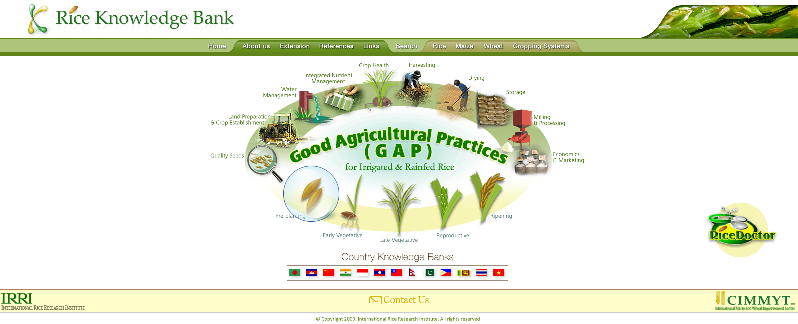 Rice Knowledge Bank
Home About us Extension References Links Search Rice Maize Wheat Cropping Systems
Crop Health
Harvesting
Integrated Nutrient
Management
Drying
Water
Management
Storage
Land Preparation
& Crop Establishment
Milling
& Processing
Quality Seeds
Economics
& Marketing
Good Agricultural Practices
(GAP)
for Irrigated & Rainfed Rice
Pre-planting
Early Vegetative
Late Vegetative
Reproductive
Ripening
RiceDoctor
Country Knowledge Banks
IRRI
INTERNATIONAL RICE RESEARCH INSTITUTE
Contact Us
CIMMYT
International Maize and Wheat Improvement Center
© Copyright 2009, International Rice Research Institute. All rights reserved